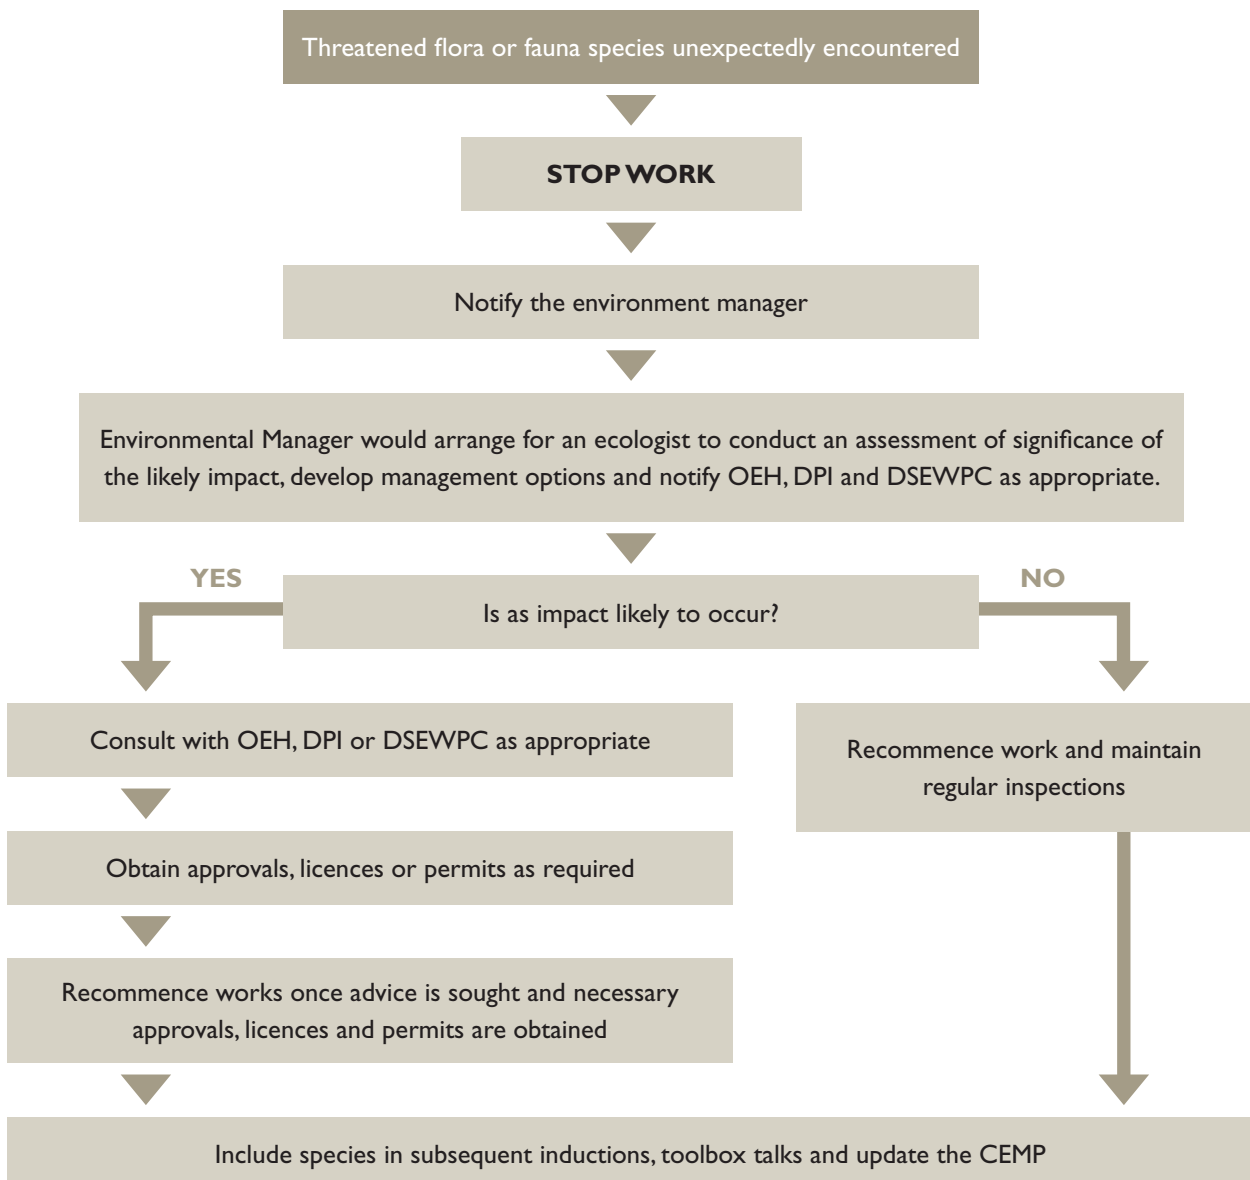 Threatened flora or fauna species unexpectedly encountered
STOP WORK
Notify the environment manager
Environmental Manager would arrange for an ecologist to conduct an assessment of significance of
the likely impact, develop management options and notify OEH, DPI and DSEWPC as appropriate.
YES
NO
Is as impact likely to occur?
Consult with OEH, DPI or DSEWPC as appropriate
Recommence work and maintain
regular inspections
Obtain approvals, licences or permits as required
Recommence works once advice is sought and necessary
approvals, licences and permits are obtained
Include species in subsequent inductions, toolbox talks and update the CEMP